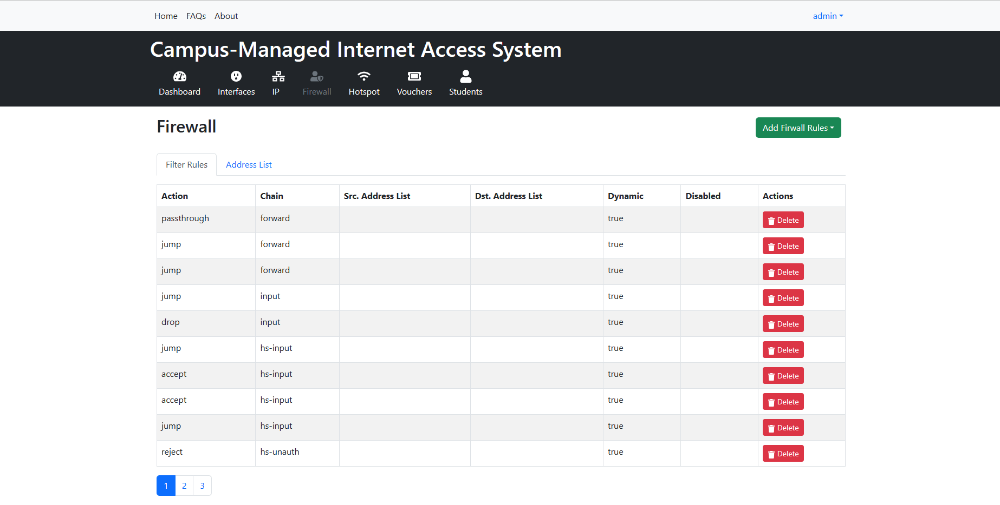 Home FAQs About admin
Campus-Managed Internet Access System
Dashboard Interfaces IP Firewall Hotspot Vouchers Students
Firewall Add Firwall Rules
Filter Rules Address List
Action Chain Src. Address List Dst. Address List Dynamic Disabled Actions
passthrough forward true Delete
jump forward true Delete
jump forward true Delete
jump input true Delete
drop input true Delete
jump hs-input true Delete
accept hs-input true Delete
accept hs-input true Delete
jump hs-input true Delete
reject hs-unauth true Delete
1 2 3